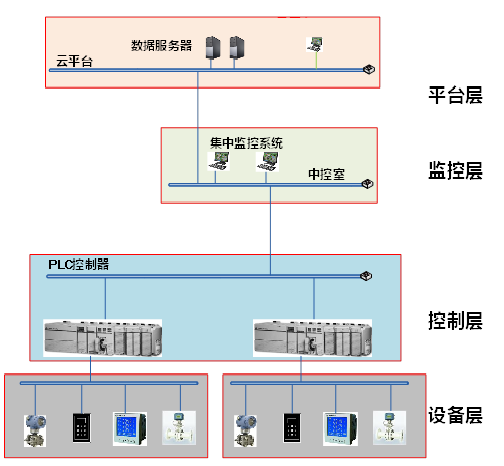 数据服务器
云平台
平台层
集中监控系统
监控层
中控室
PLC控制器
控制层
设备层